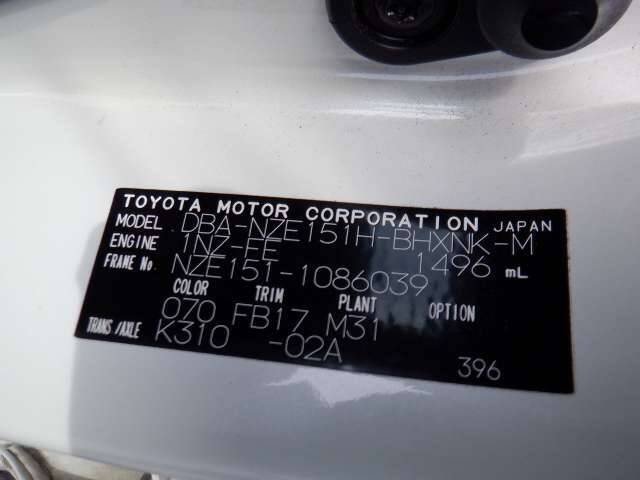 TOYOTA MOTOR CORPORATION JAPAN
MODEL DBA-NZE151H-BHXNK-M
ENGINE 1NZ-FE 1496 mL
FRAME No. NZE151-1086039
COLOR TRIM PLANT OPTION
070 FB17 M31
TRANS/AXLE K310 -02A
396